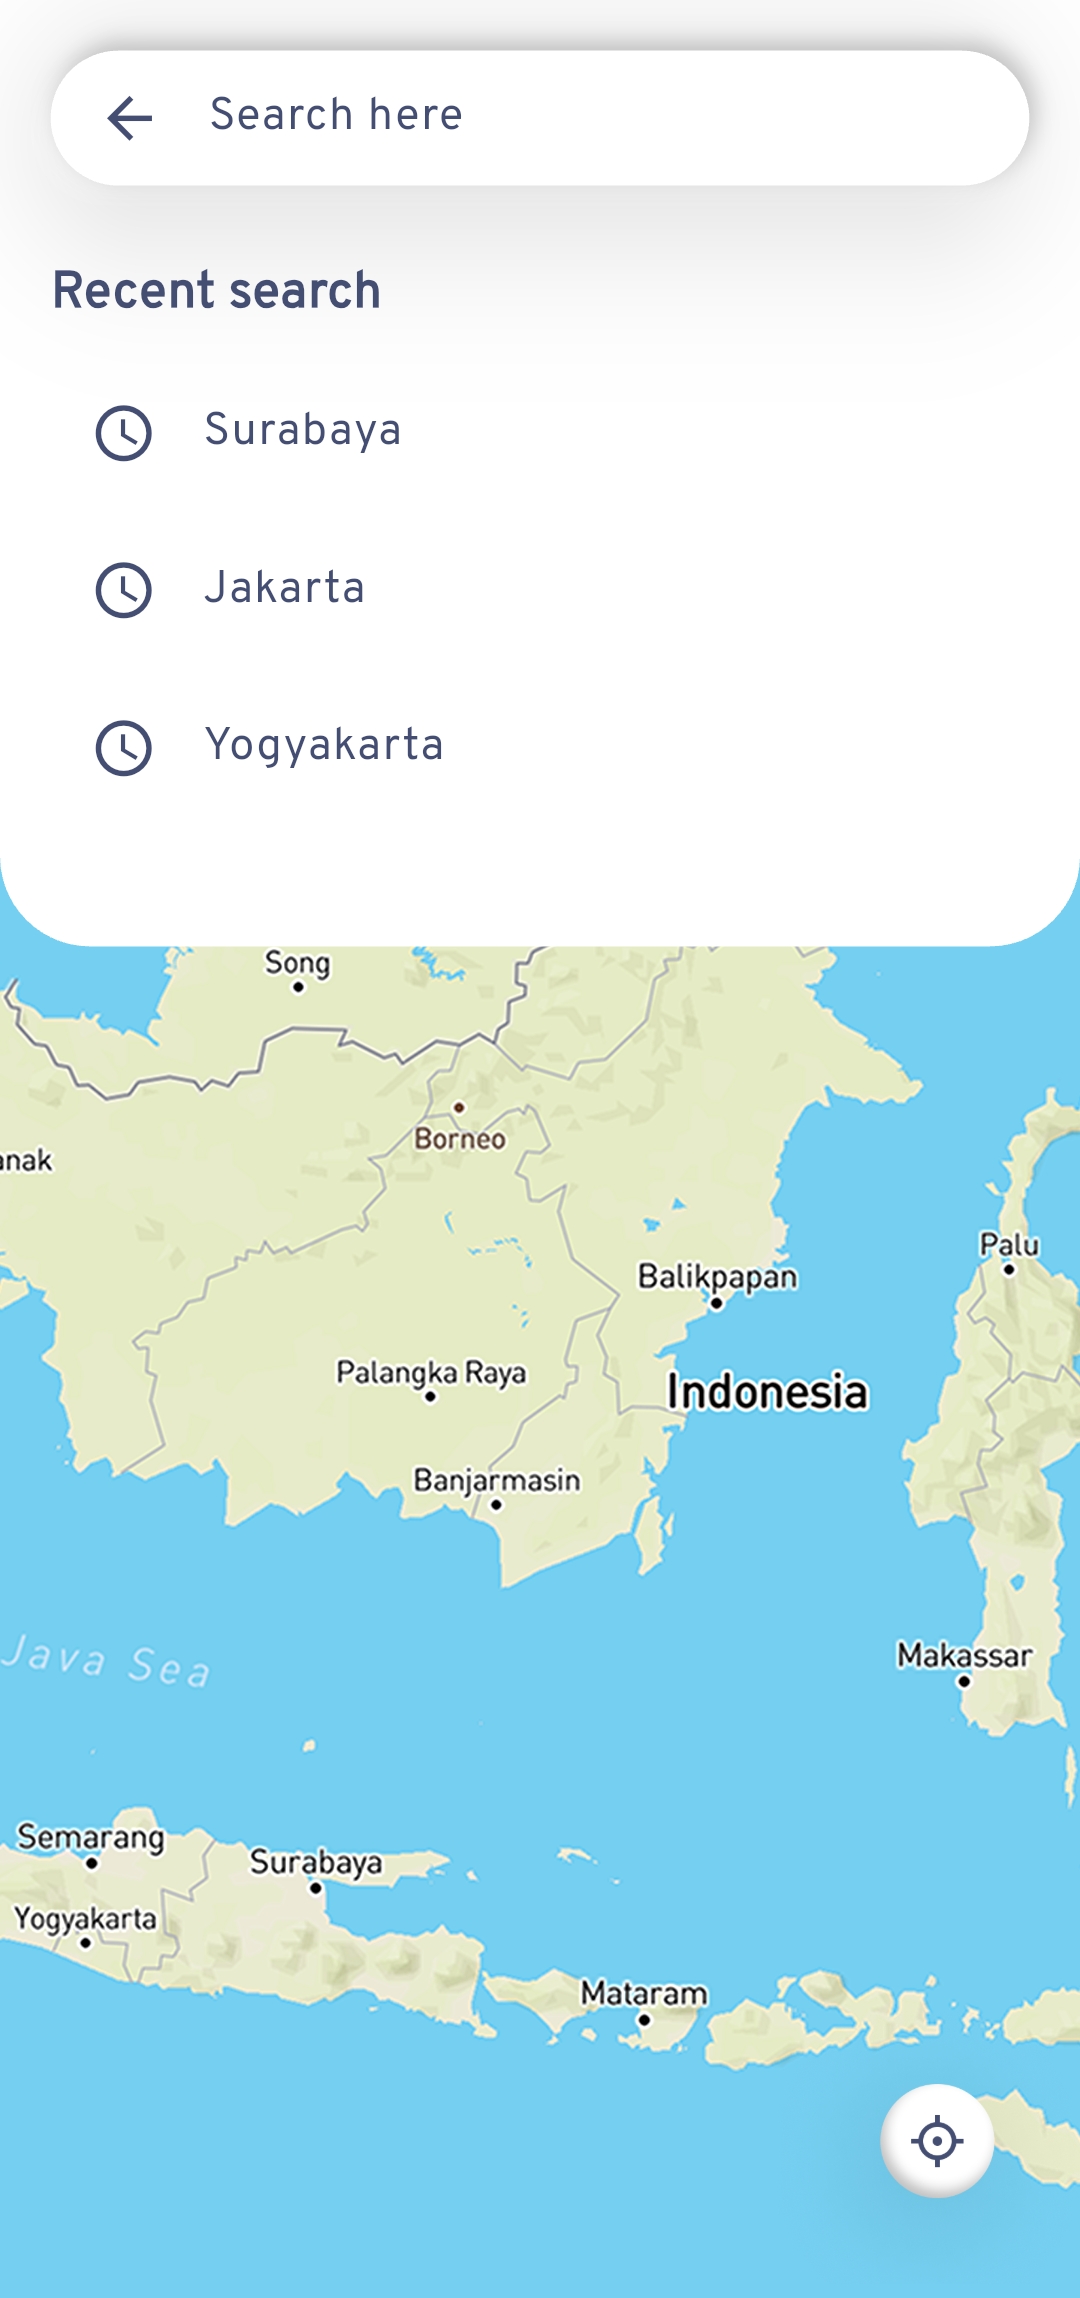 Search here
Recent search
Surabaya
Jakarta
Yogyakarta
Song
Borneo
anak
Palu
Balikpapan
Palangka Raya
Indonesia
Banjarmasin
Java Sea
Makassar
Semarang
Surabaya
Yogyakarta
Mataram